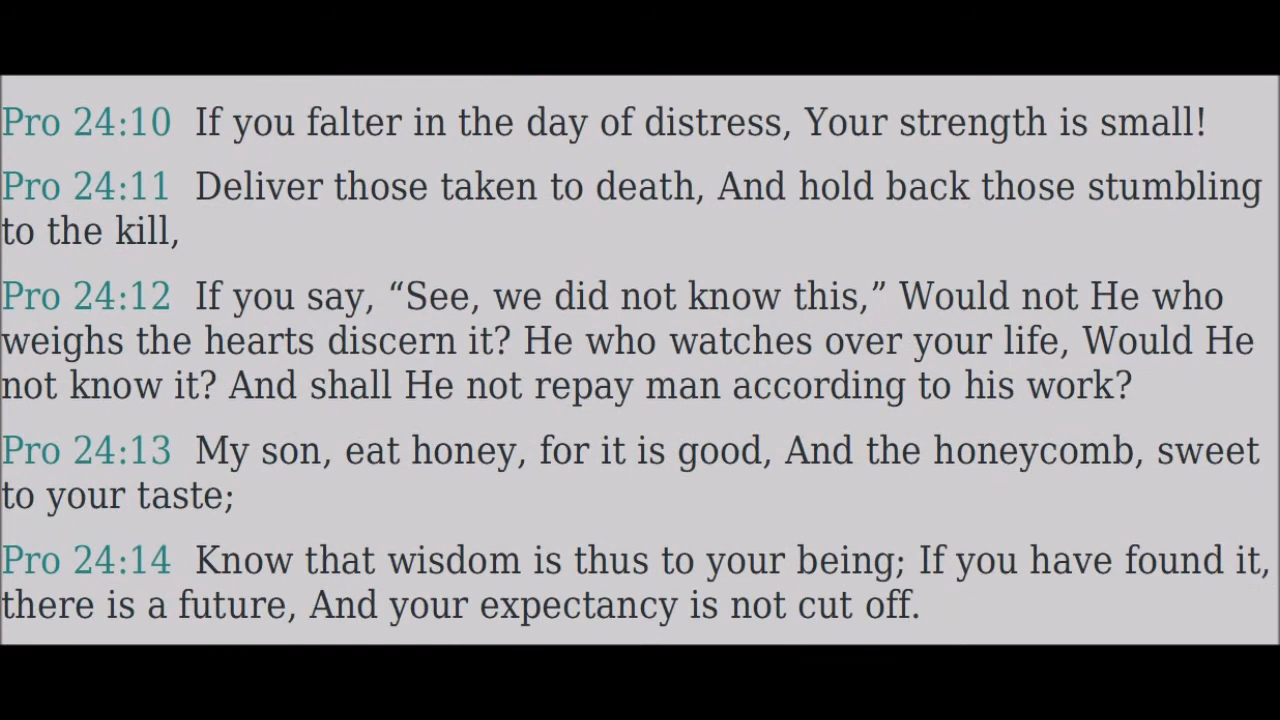 Pro 24:10  If you falter in the day of distress, Your strength is small!
Pro 24:11  Deliver those taken to death, And hold back those stumbling
to the kill,
Pro 24:12  If you say, “See, we did not know this,” Would not He who
weighs the hearts discern it? He who watches over your life, Would He
not know it? And shall He not repay man according to his work?
Pro 24:13  My son, eat honey, for it is good, And the honeycomb, sweet
to your taste;
Pro 24:14  Know that wisdom is thus to your being; If you have found it,
there is a future, And your expectancy is not cut off.